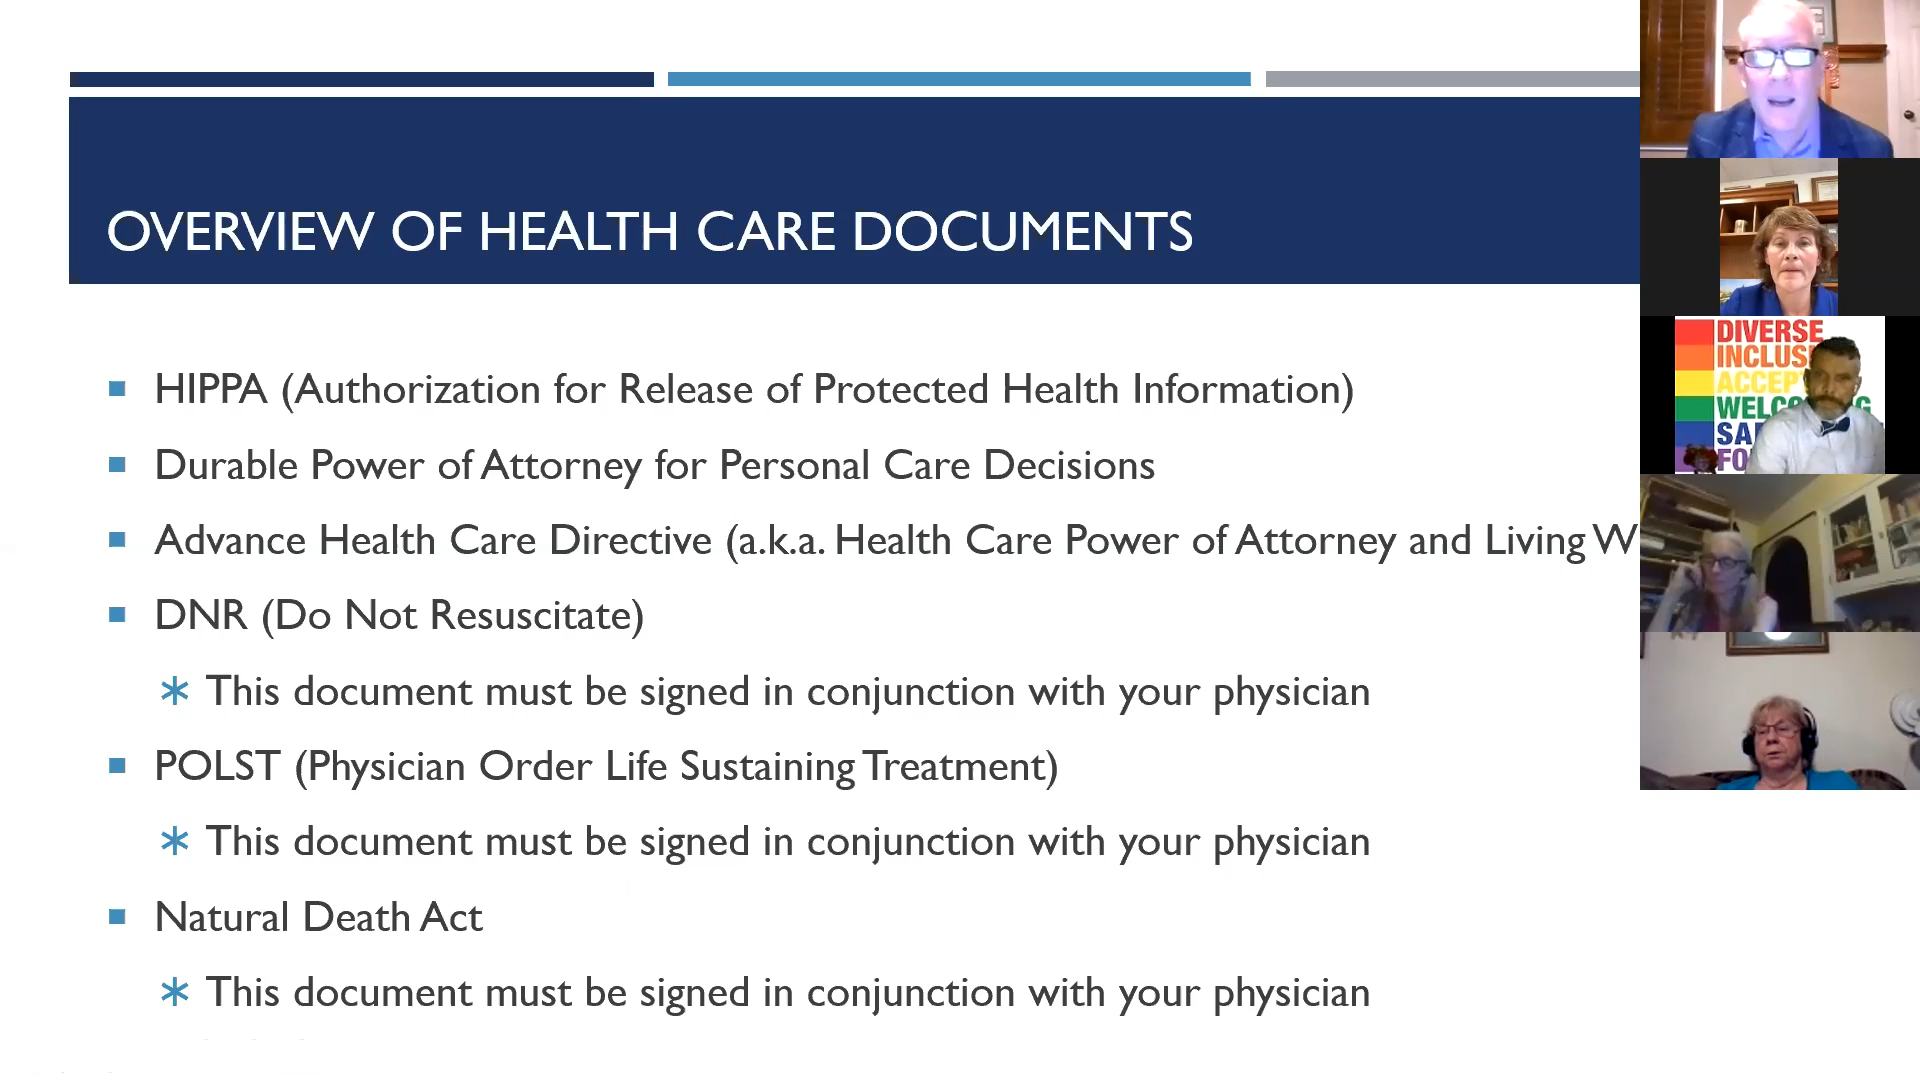 OVERVIEW OF HEALTH CARE DOCUMENTS
HIPPA (Authorization for Release of Protected Health Information)
Durable Power of Attorney for Personal Care Decisions
Advance Health Care Directive (a.k.a. Health Care Power of Attorney and Living W
DNR (Do Not Resuscitate)
This document must be signed in conjunction with your physician
POLST (Physician Order Life Sustaining Treatment)
This document must be signed in conjunction with your physician
Natural Death Act
This document must be signed in conjunction with your physician
DIVERSE
INCLUS
ACCEP
WELCO NG
SA
FO